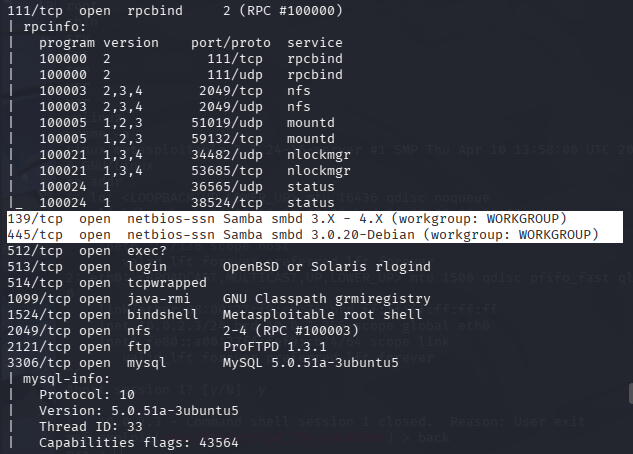 111/tcp  open  rpcbind     2 (RPC #100000)
| rpcinfo:
|   program version    port/proto  service
|   100000  2            111/tcp  rpcbind
|   100000  2            111/udp  rpcbind
|   100003  2,3,4       2049/tcp  nfs
|   100003  2,3,4       2049/udp  nfs
|   100005  1,2,3      51019/udp  mountd
|   100005  1,2,3      59132/tcp  mountd
|   100021  1,3,4      34482/udp  nlockmgr
|   100021  1,3,4      53685/tcp  nlockmgr
|   100024  1          36565/udp  status
|_  100024  1          38524/tcp  status
139/tcp  open  netbios-ssn Samba smbd 3.X - 4.X (workgroup: WORKGROUP)
445/tcp  open  netbios-ssn Samba smbd 3.0.20-Debian (workgroup: WORKGROUP)
512/tcp  open  exec?
513/tcp  open  login       OpenBSD or Solaris rlogind
514/tcp  open  tcpwrapped
1099/tcp open  java-rmi    GNU Classpath grmiregistry
1524/tcp open  bindshell   Metasploitable root shell
2049/tcp open  nfs         2-4 (RPC #100003)
2121/tcp open  ftp         ProFTPD 1.3.1
3306/tcp open  mysql       MySQL 5.0.51a-3ubuntu5
| mysql-info:
|   Protocol: 10
|   Version: 5.0.51a-3ubuntu5
|   Thread ID: 33
|   Capabilities flags: 43564